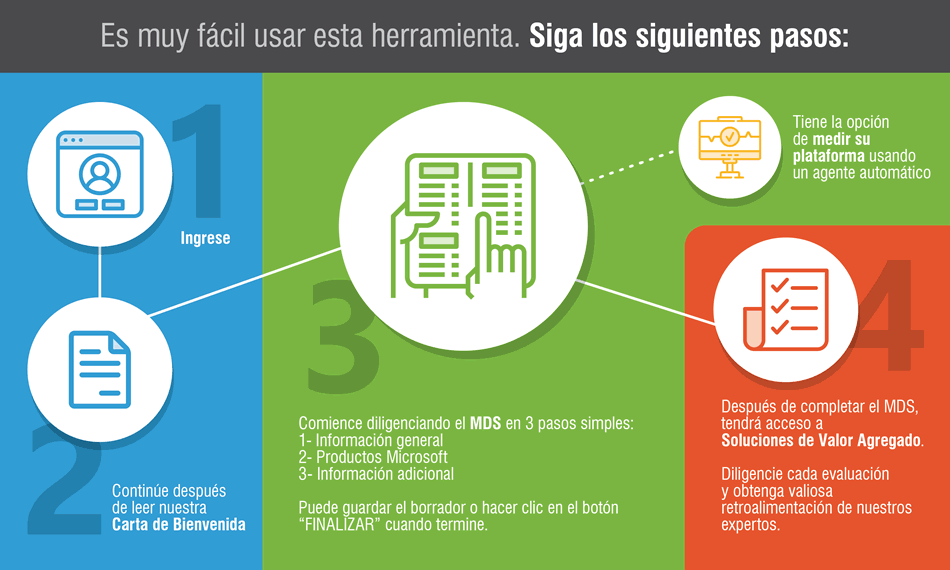 Es muy fácil usar esta herramienta. Siga los siguientes pasos:
1
Ingrese
2
Continúe después
de leer nuestra
Carta de Bienvenida
3
Comience diligenciando el MDS en 3 pasos simples:
1- Información general
2- Productos Microsoft
3- Información adicional
Puede guardar el borrador o hacer clic en el botón
“FINALIZAR” cuando termine.
Tiene la opción
de medir su
plataforma usando
un agente automático
4
Después de completar el MDS,
tendrá acceso a
Soluciones de Valor Agregado.
Diligencie cada evaluación
y obtenga valiosa
retroalimentación de nuestros
expertos.